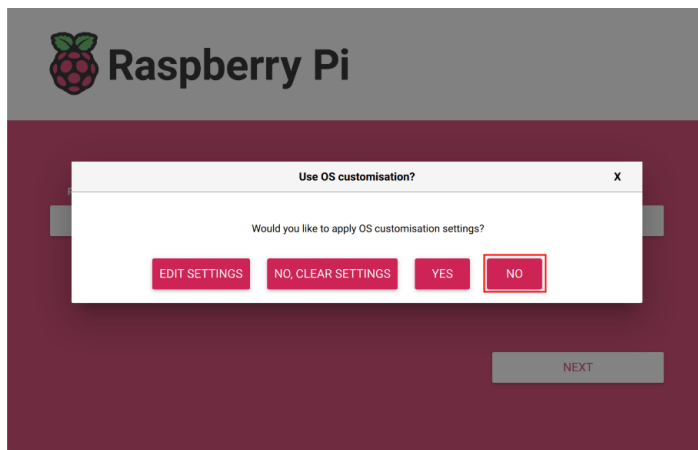 Raspberry Pi
Use OS customisation?
X
Would you like to apply OS customisation settings?
EDIT SETTINGS
NO, CLEAR SETTINGS
YES
NO
NEXT